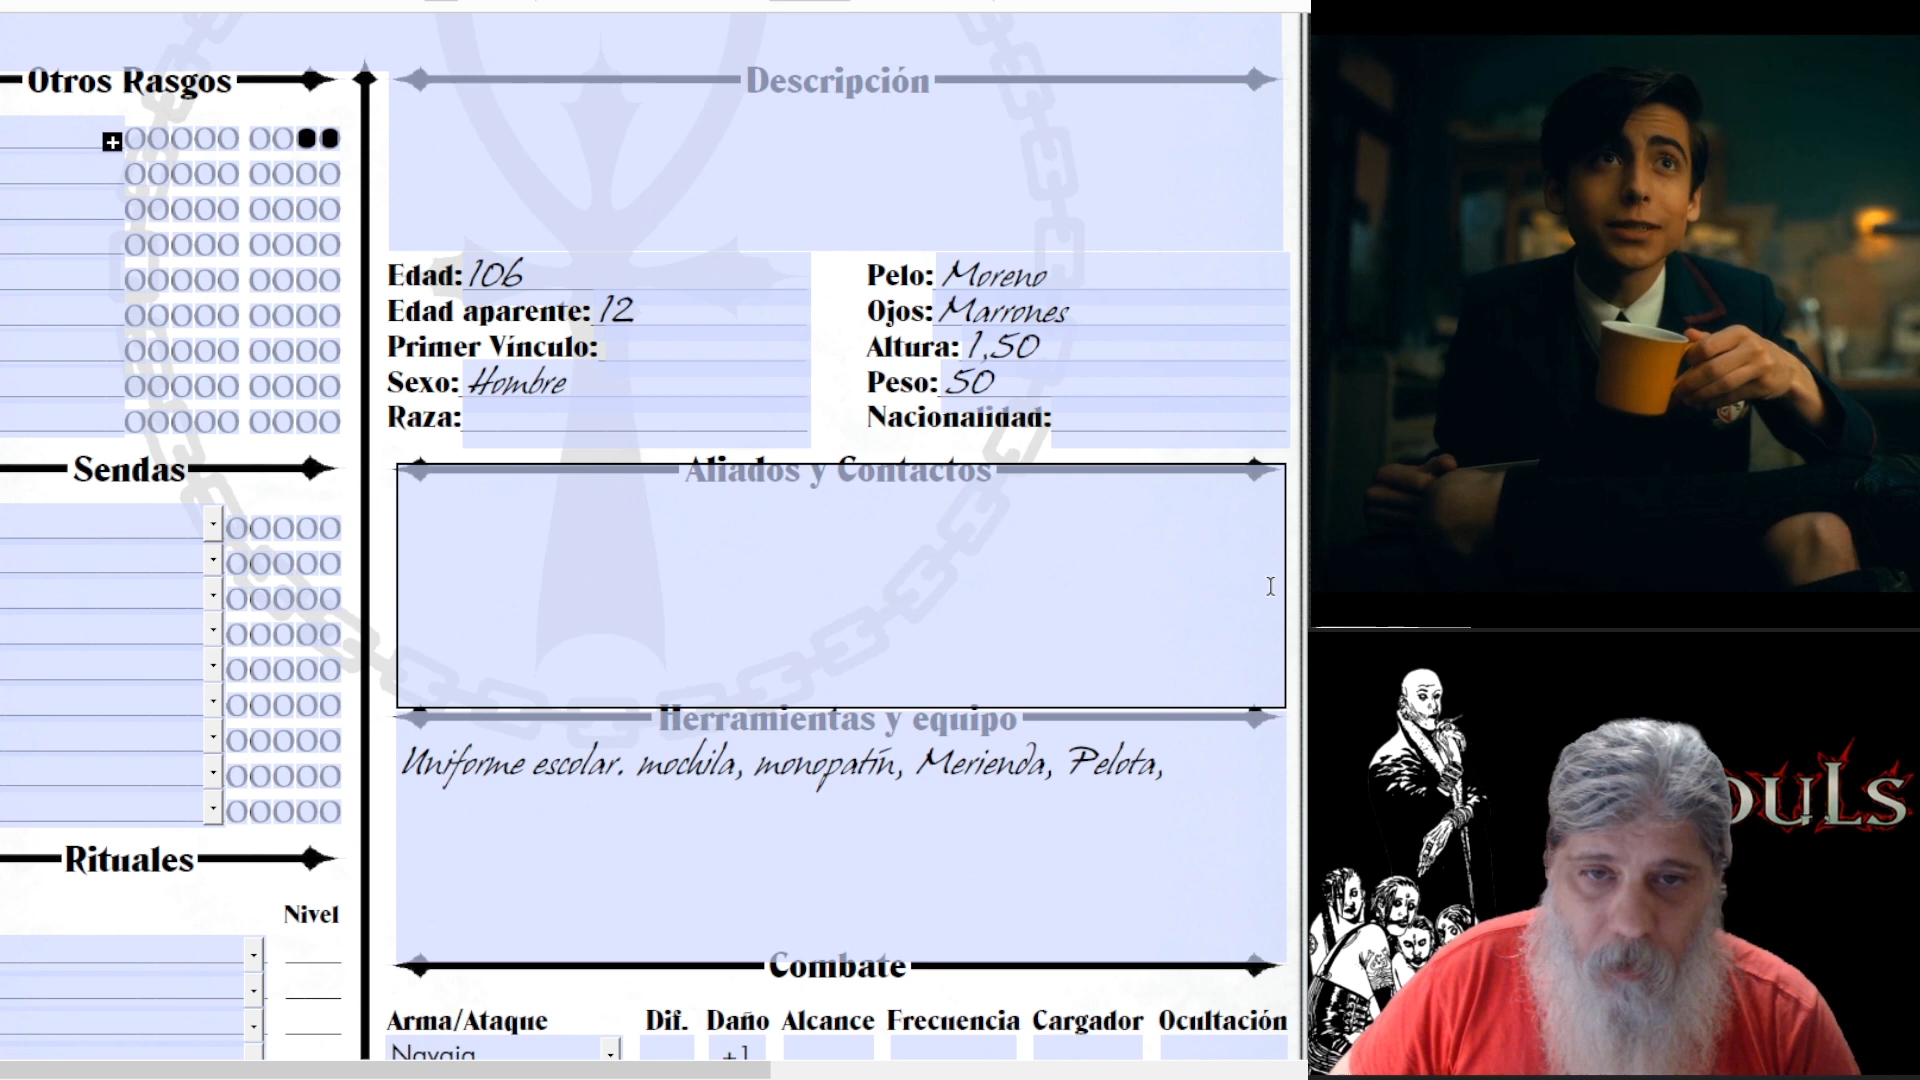 Otros Rasgos
Descripción
Edad: 106
Edad aparente: 12
Primer Vínculo:
Sexo: Hombre
Raza:
Pelo: Moreno
Ojos: Marrones
Altura: 1,50
Peso: 50
Nacionalidad:
Sendas
Aliados y Contactos
Herramientas y equipo
Uniforme escolar. mochila, monopatín, Merienda, Pelota,
Rituales
Nivel
Combate
Arma/Ataque Dif. Daño Alcance Frecuencia Cargador Ocultación
Navaja +1
ouLs